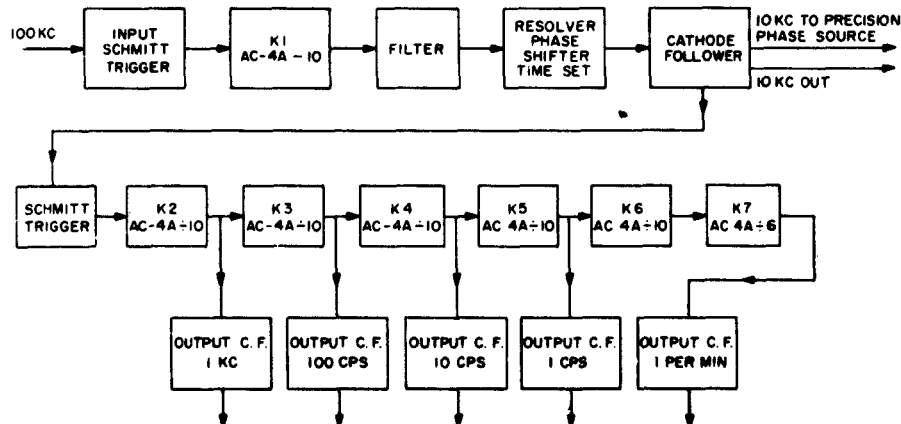 100 KC
INPUT
SCHMITT
TRIGGER
K1
AC-4A-10
FILTER
RESOLVER
PHASE
SHIFTER
TIME SET
CATHODE
FOLLOWER
10 KC TO PRECISION
PHASE SOURCE
10 KC OUT
SCHMITT
TRIGGER
K2
AC-4A÷10
K3
AC-4A÷10
K4
AC-4A÷10
K5
AC 4A÷10
K6
AC 4A÷10
K7
AC 4A÷6
OUTPUT C. F.
1 KC
OUTPUT C. F.
100 CPS
OUTPUT C. F.
10 CPS
OUTPUT C. F.
1 CPS
OUTPUT C. F.
1 PER MIN